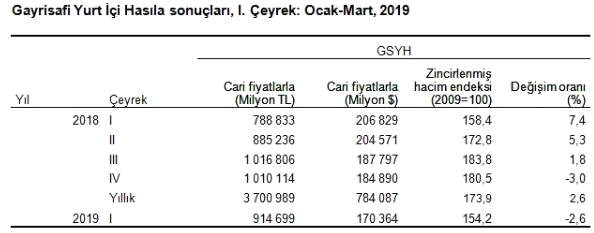 Gayrisafi Yurt İçi Hasıla sonuçları, I. Çeyrek: Ocak-Mart, 2019
GSYH
Yıl Çeyrek Cari fiyatlarla (Milyon TL) Cari fiyatlarla (Milyon $) Zincirlenmiş hacim endeksi (2009=100) Değişim oranı (%)
2018 I 788 833 206 829 158,4 7,4
II 885 236 204 571 172,8 5,3
III 1 016 806 187 797 183,8 1,8
IV 1 010 114 184 890 180,5 -3,0
Yıllık 3 700 989 784 087 173,9 2,6
2019 I 914 699 170 364 154,2 -2,6